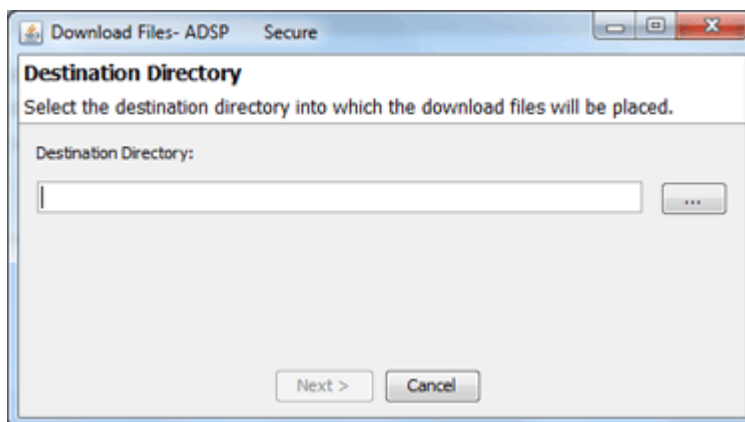 Download Files- ADSP Secure
Destination Directory
Select the destination directory into which the download files will be placed.
Destination Directory:
...
Next > Cancel